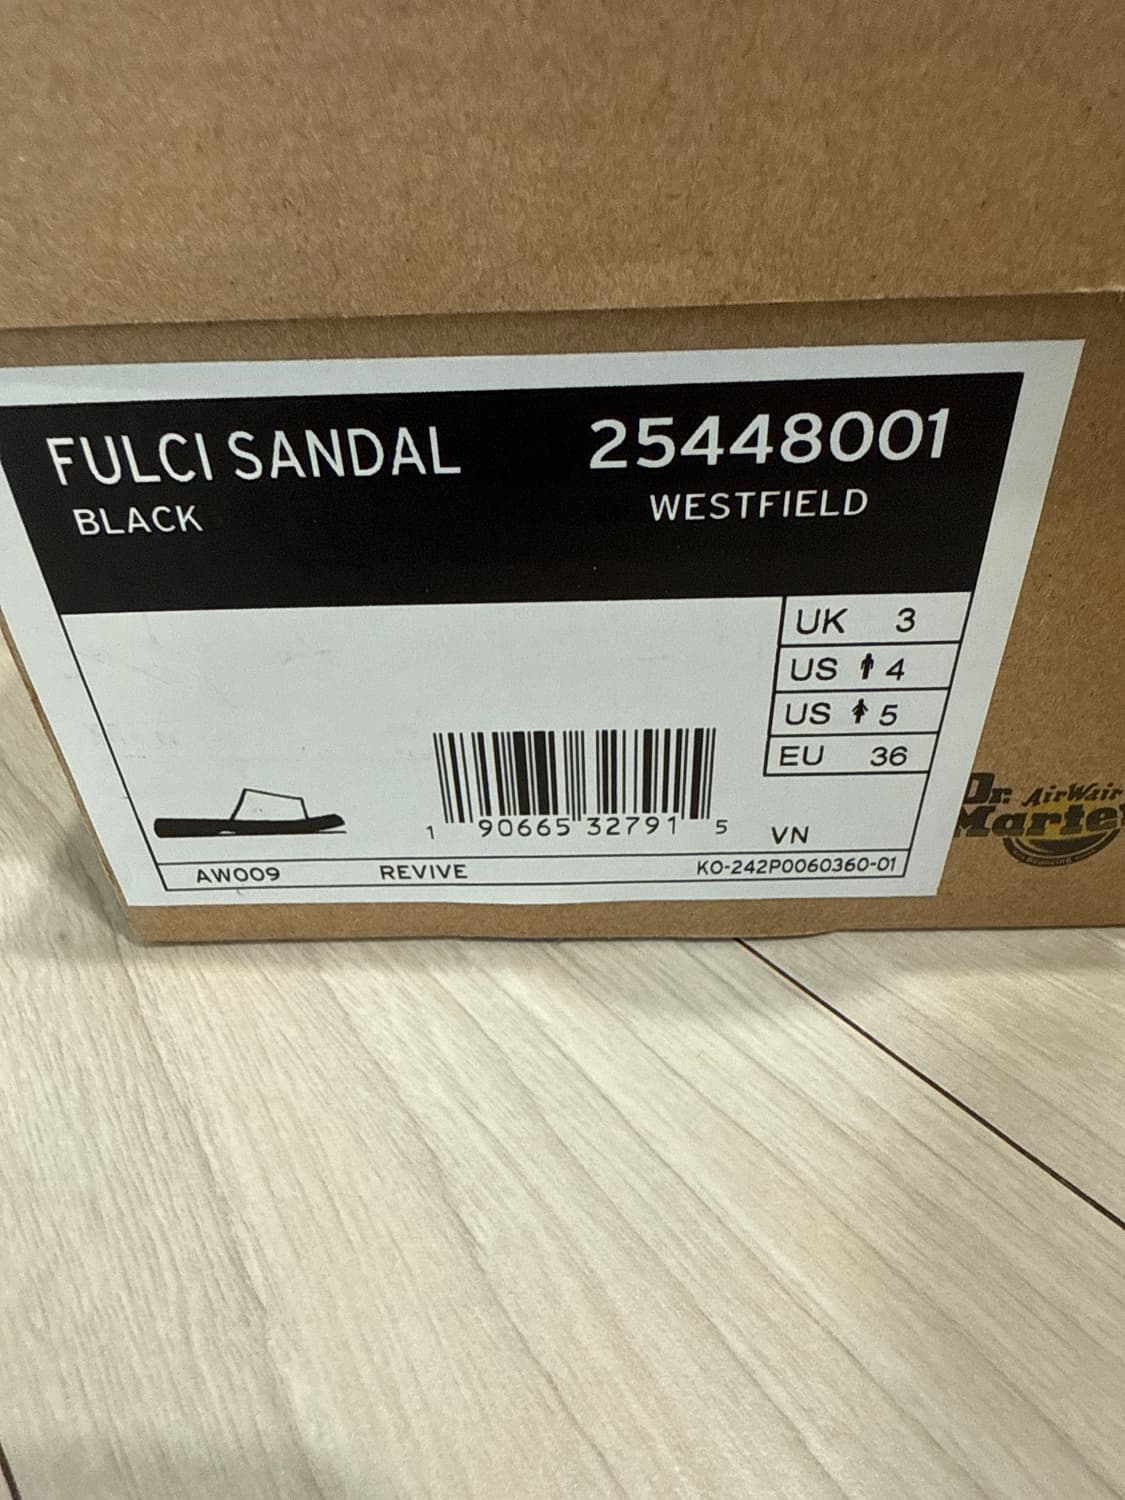 FULCI SANDAL
BLACK
25448001
WESTFIELD
UK 3
US 4
US 5
EU 36
1 90665 32791 5
VN
AW009 REVIVE KO-242P0060360-01
Dr. AirWair